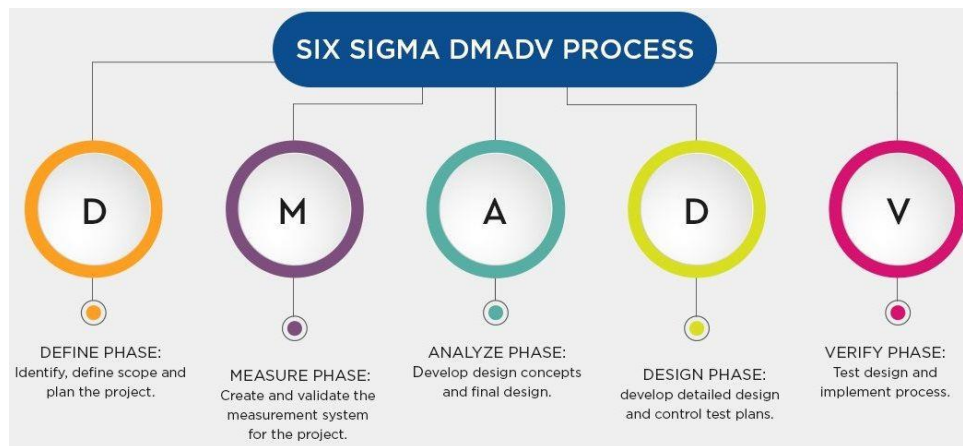 SIX SIGMA DMADV PROCESS
D
M
A
D
V
DEFINE PHASE:
Identify, define scope and
plan the project.
MEASURE PHASE:
Create and validate the
measurement system
for the project.
ANALYZE PHASE:
Develop design concepts
and final design.
DESIGN PHASE:
develop detailed design
and control test plans.
VERIFY PHASE:
Test design and
implement process.